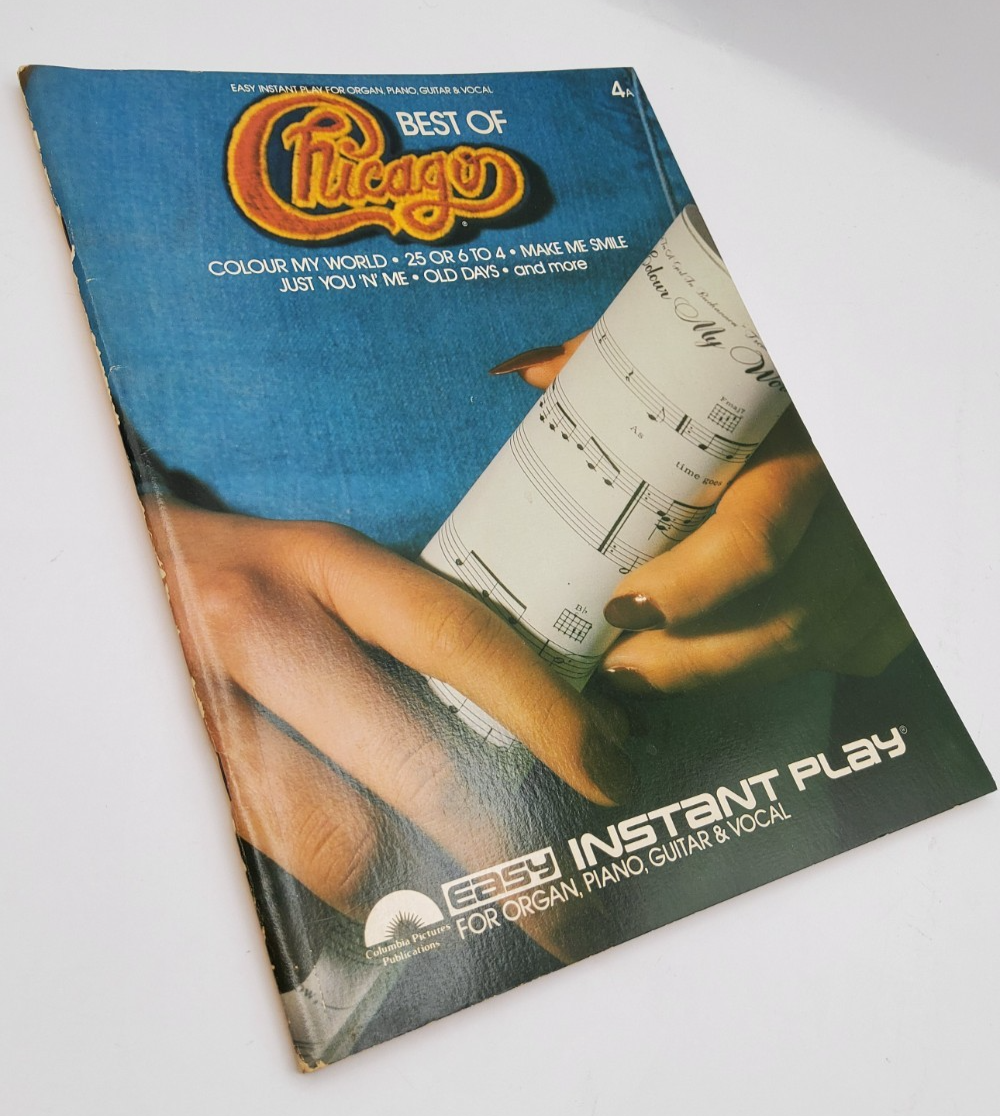 EASY INSTANT PLAY FOR ORGAN, PIANO, GUITAR & VOCAL
4A
BEST OF
Chicago®
COLOUR MY WORLD • 25 OR 6 TO 4 • MAKE ME SMILE
JUST YOU 'N' ME • OLD DAYS • and more
Colour My Wor
Fmaj7
As
time goes
B♭
EASY INSTANT PLAY®
FOR ORGAN, PIANO, GUITAR & VOCAL
Columbia Pictures
Publications